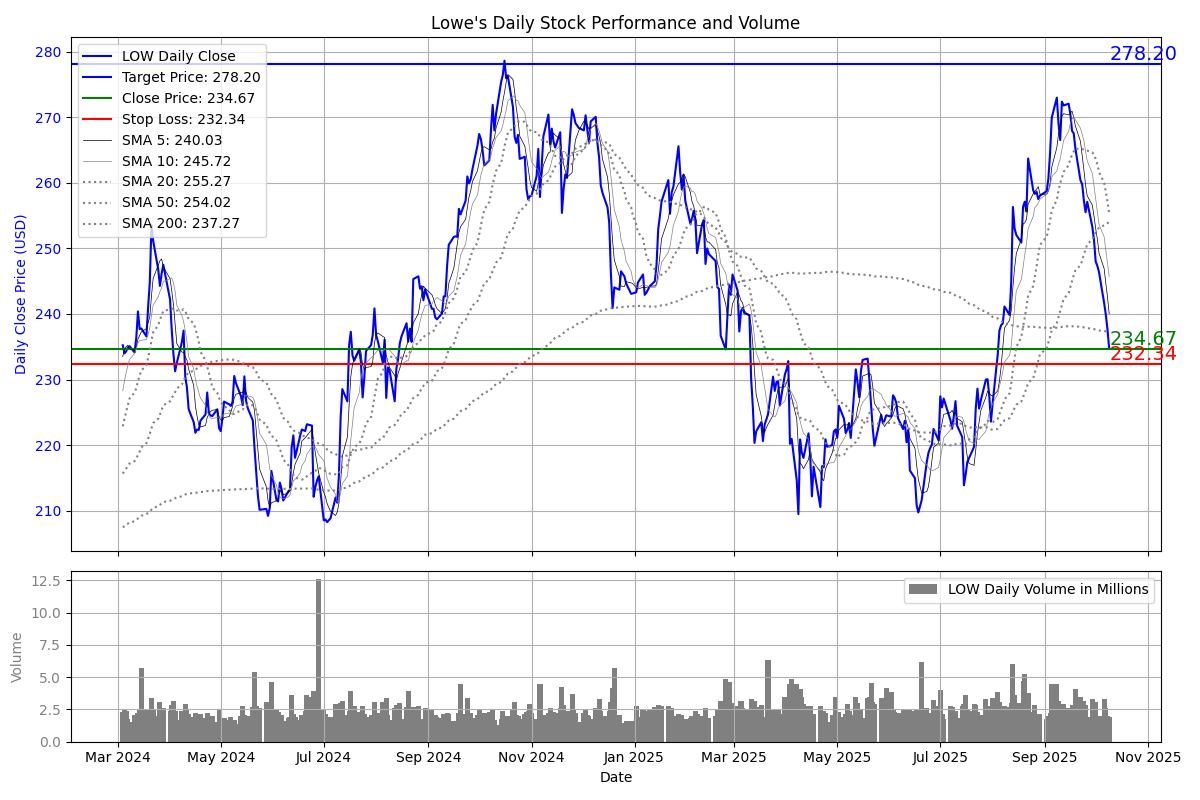 Lowe's Daily Stock Performance and Volume
280
270
260
250
240
230
220
210
Daily Close Price (USD)
LOW Daily Close
Target Price: 278.20
Close Price: 234.67
Stop Loss: 232.34
SMA 5: 240.03
SMA 10: 245.72
SMA 20: 255.27
SMA 50: 254.02
SMA 200: 237.27
278.20
234.67
232.34
12.5
10.0
7.5
5.0
2.5
0.0
Volume
LOW Daily Volume in Millions
Mar 2024 May 2024 Jul 2024 Sep 2024 Nov 2024 Jan 2025 Mar 2025 May 2025 Jul 2025 Sep 2025 Nov 2025
Date